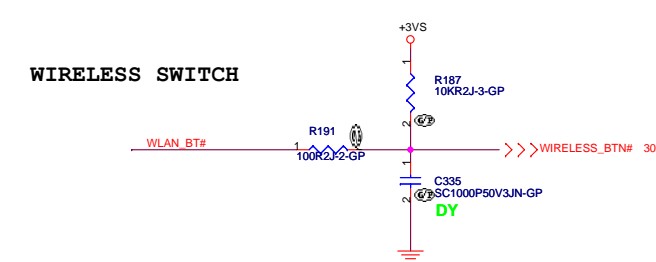 +3VS
WIRELESS SWITCH
1
R187
10KR2J-3-GP
2
G/P
R191
WLAN_BT#
1
100R2J-2-GP
WIRELESS_BTN# 30
1
C335
2
G/P
SC1000P50V3JN-GP
DY